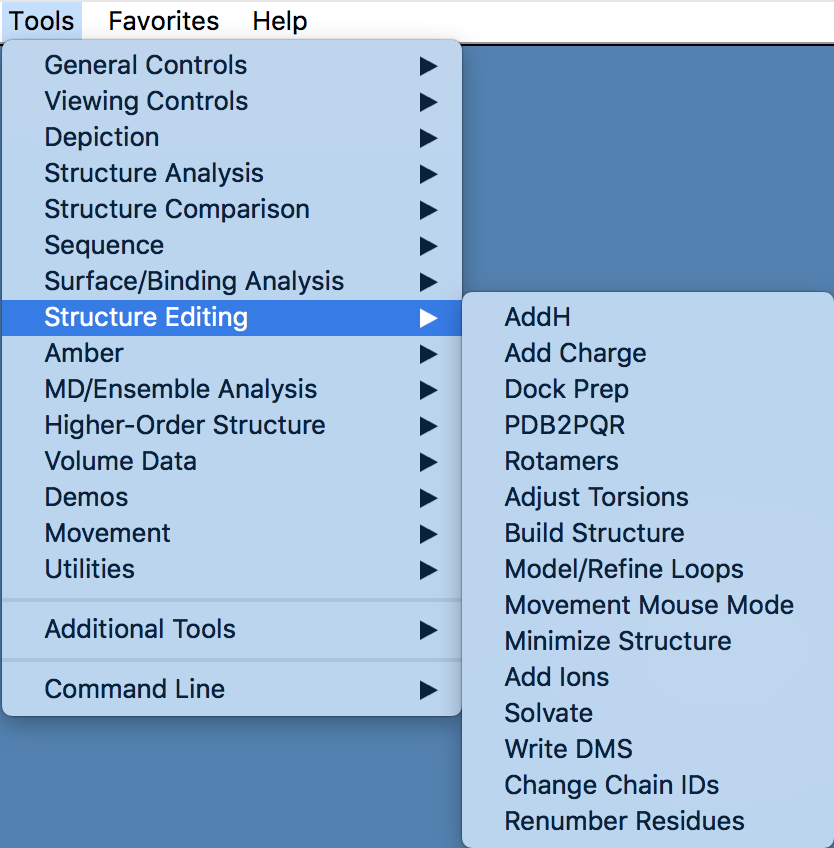 Tools Favorites Help
General Controls
Viewing Controls
Depiction
Structure Analysis
Structure Comparison
Sequence
Surface/Binding Analysis
Structure Editing
Amber
MD/Ensemble Analysis
Higher-Order Structure
Volume Data
Demos
Movement
Utilities
Additional Tools
Command Line
AddH
Add Charge
Dock Prep
PDB2PQR
Rotamers
Adjust Torsions
Build Structure
Model/Refine Loops
Movement Mouse Mode
Minimize Structure
Add Ions
Solvate
Write DMS
Change Chain IDs
Renumber Residues